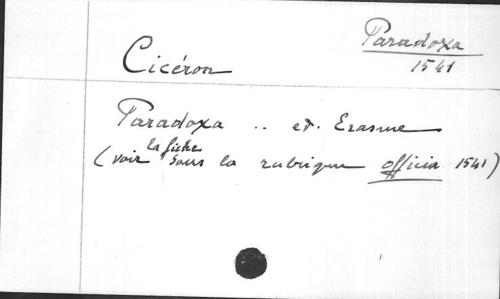 Paradoxa
1541
Cicéron
Paradoxa .. ed. Erasme
(voir la fiche sous la rubrique Officia 1541)